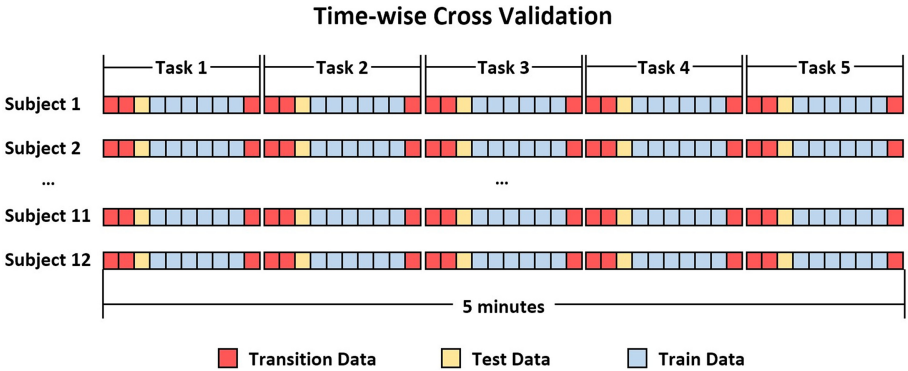 Time-wise Cross Validation
Task 1 Task 2 Task 3 Task 4 Task 5
Subject 1
Subject 2
... ...
Subject 11
Subject 12
5 minutes
Transition Data Test Data Train Data